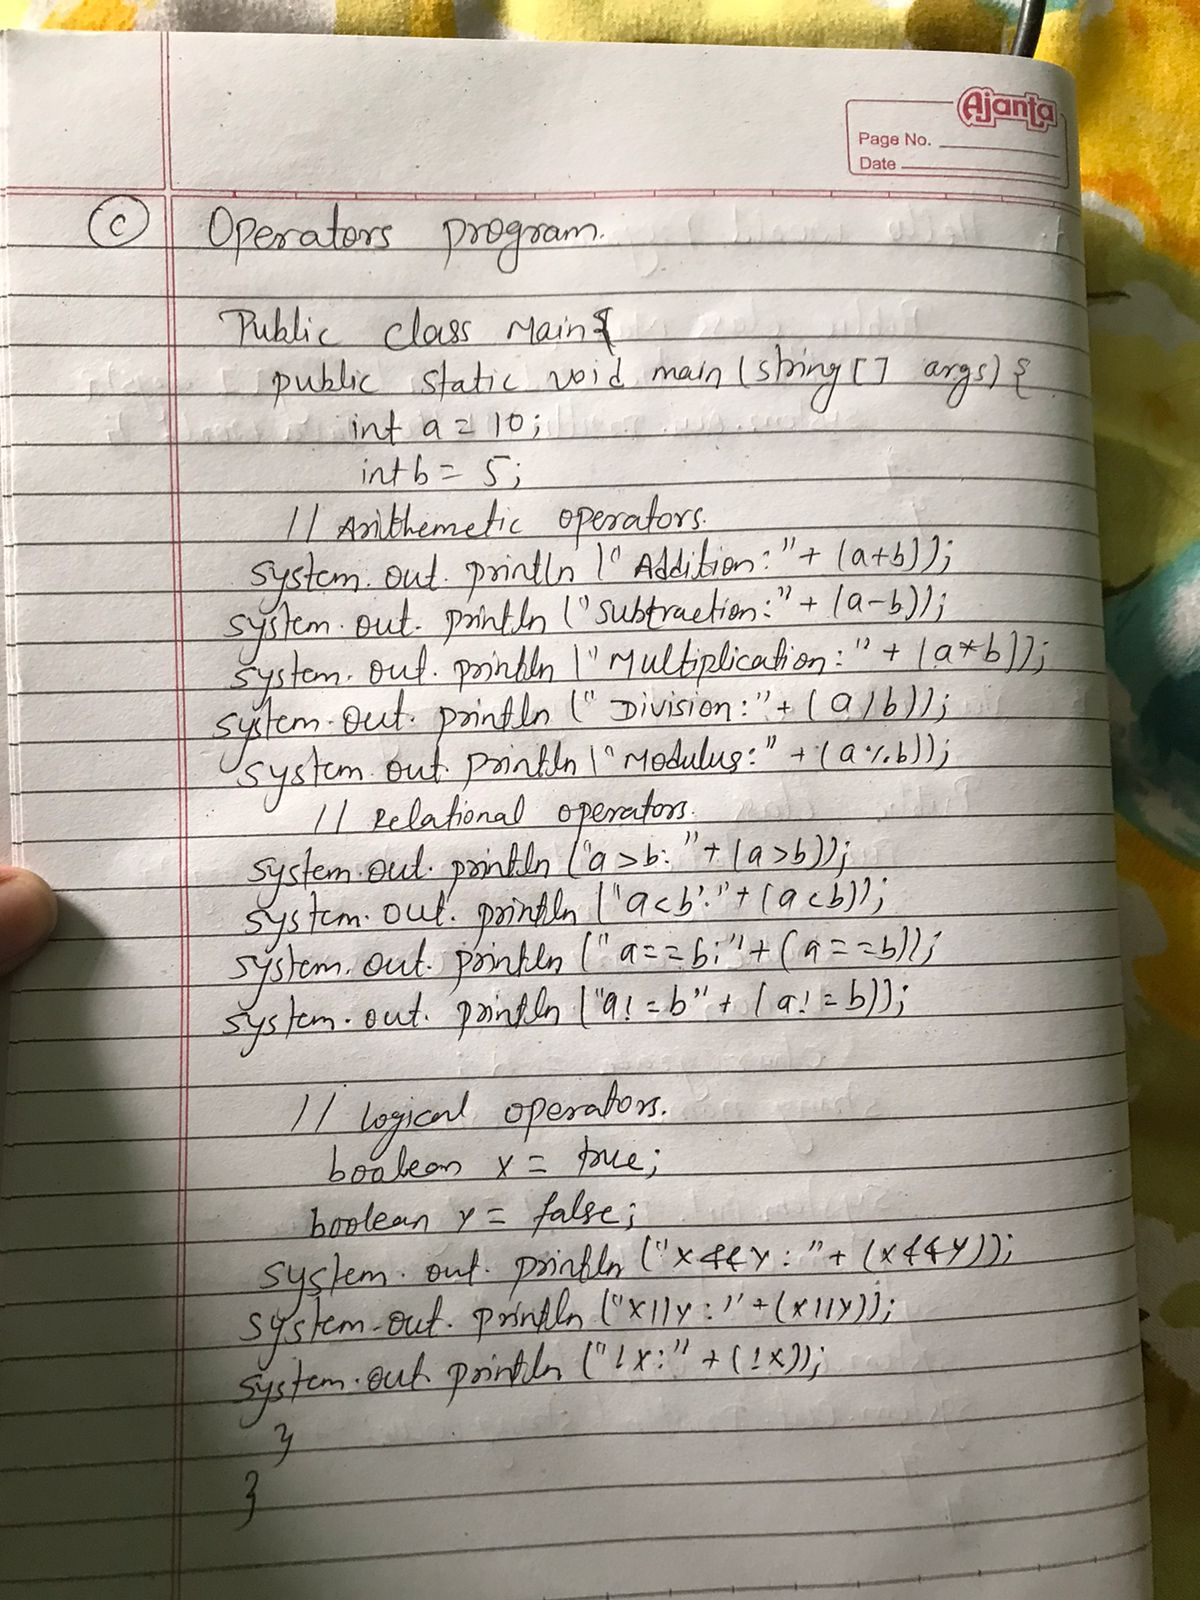 Ajanta
Page No.
Date
(c) Operators program.
Public class Main{
public static void main (string [] args) {
int a = 10;
int b = 5;
// Arithemetic operators.
system. out. println (" Addition:" + (a+b));
system. out. println ("Subtraction:" + (a-b));
system. out. println ("Multiplication:" + (a*b));
system. out. println (" Division:" + (a/b));
system. out. println ("Modulus:" + (a%b));
// Relational operators.
system. out. println ("a>b: "+ (a>b));
system. out. println ("a<b:"+ (a<b));
system. out. println (" a==b:"+ (a==b));
system. out. println ("a!=b"+ (a!=b));
// logical operators.
boolean x = true;
boolean y = false;
system. out. println ("x&&y: "+ (x&&y));
system. out. println ("x||y:"+(x||y));
system. out. println ("!x:" + (!x));
}
}